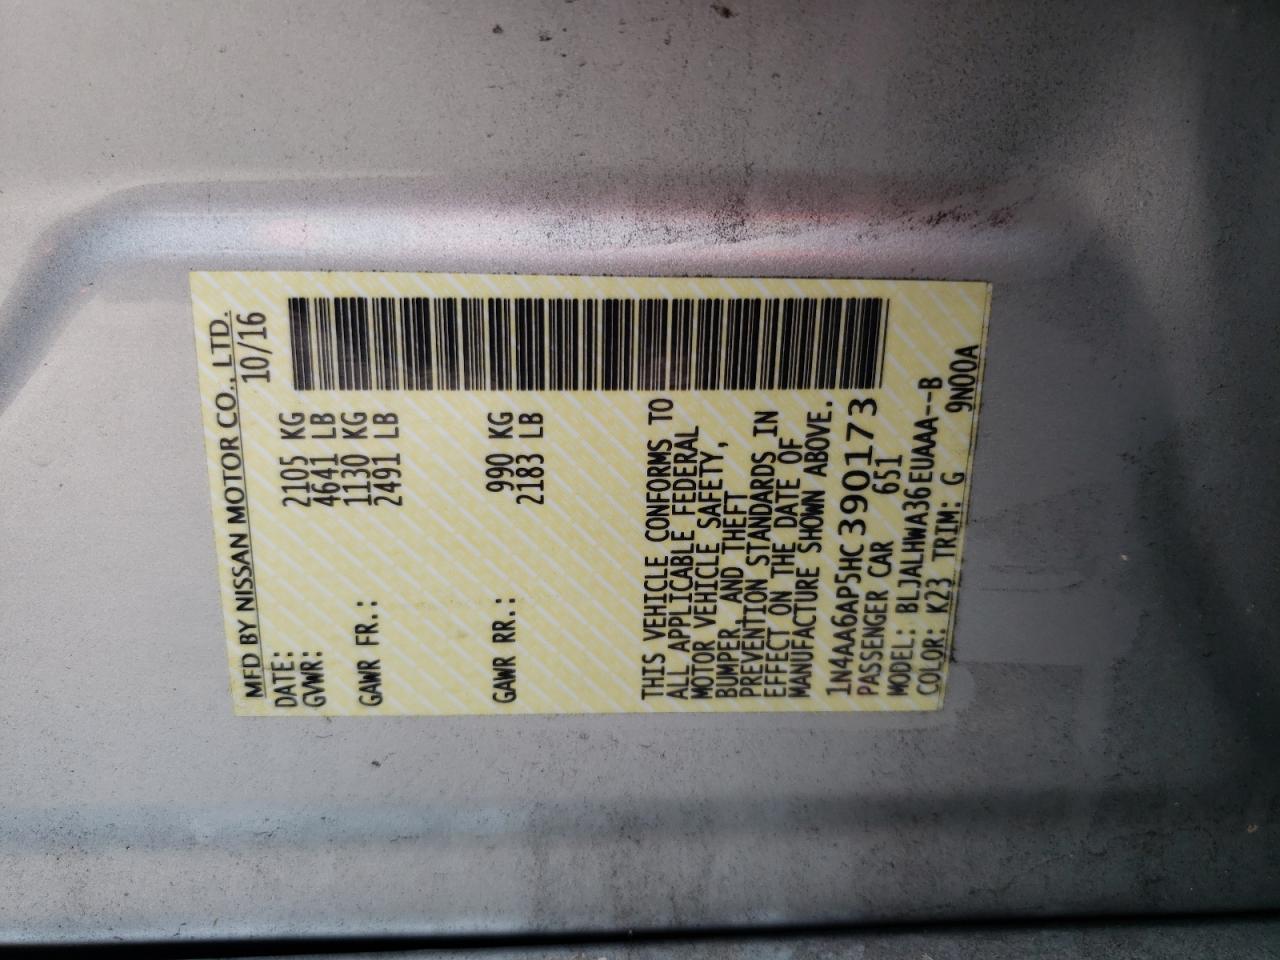 MFD BY NISSAN MOTOR CO., LTD.
DATE: 10/16
GVWR: 2105 KG
4641 LB
GAWR FR.: 1130 KG
2491 LB
GAWR RR.: 990 KG
2183 LB
THIS VEHICLE CONFORMS TO
ALL APPLICABLE FEDERAL
MOTOR VEHICLE SAFETY,
BUMPER, AND THEFT
PREVENTION STANDARDS IN
EFFECT ON THE DATE OF
MANUFACTURE SHOWN ABOVE.
1N4AA6AP5HC390173
PASSENGER CAR 651
MODEL: BLJALHWA36EUAAA--B
COLOR: K23 TRIM: G 9N00A